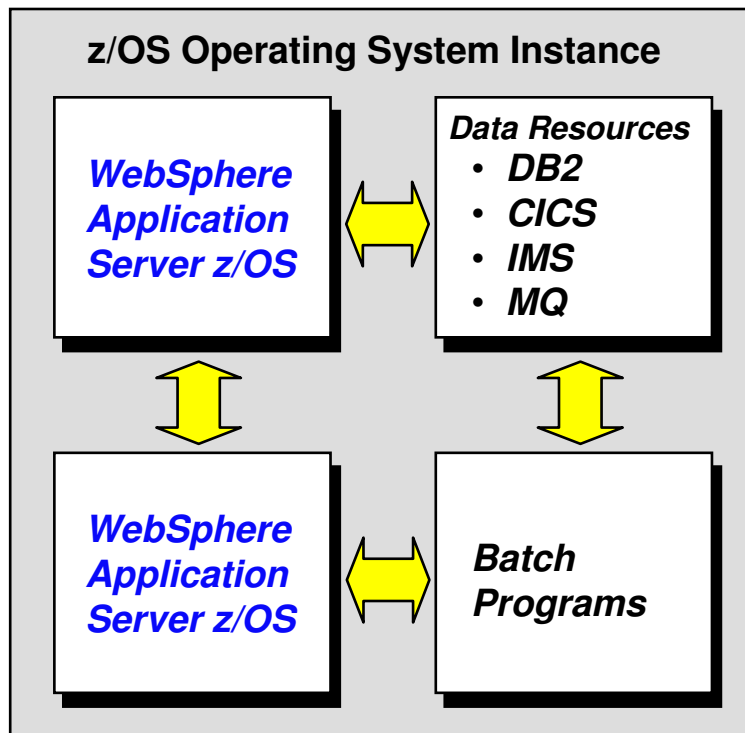 z/OS Operating System Instance
WebSphere
Application
Server z/OS
Data Resources
• DB2
• CICS
• IMS
• MQ
WebSphere
Application
Server z/OS
Batch
Programs